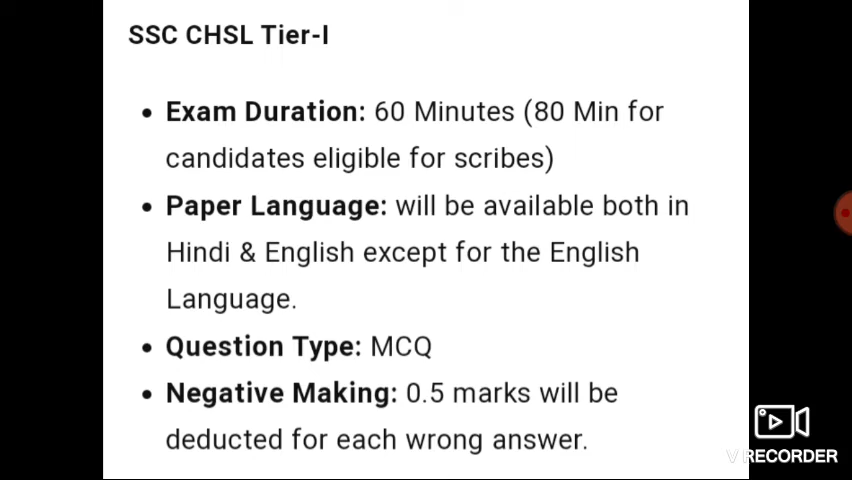 SSC CHSL Tier-I
• Exam Duration: 60 Minutes (80 Min for
candidates eligible for scribes)
• Paper Language: will be available both in
Hindi & English except for the English
Language.
• Question Type: MCQ
• Negative Making: 0.5 marks will be
deducted for each wrong answer.
V RECORDER